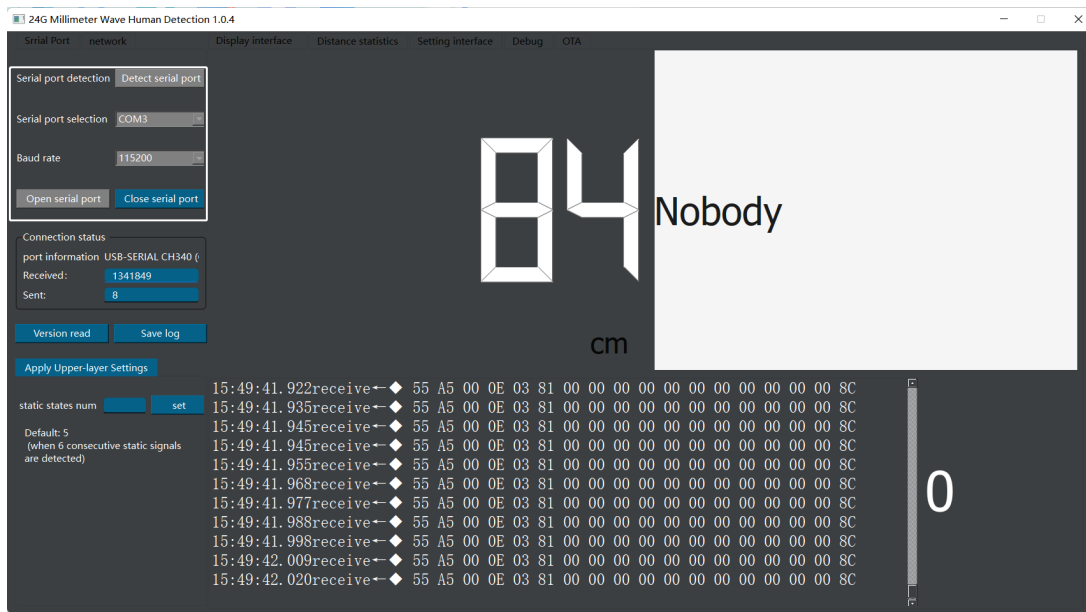 24G Millimeter Wave Human Detection 1.0.4
Srrial Port network Display interface Distance statistics Setting interface Debug OTA
Serial port detection Detect serial port
Serial port selection COM3
Baud rate 115200
Open serial port Close serial port
84
cm
Nobody
Connection status
port information USB-SERIAL CH340 (
Received: 1341849
Sent: 8
Version read Save log
Apply Upper-layer Settings
static states num set
Default: 5
(when 6 consecutive static signals
are detected)
15:49:41.922receive←◆ 55 A5 00 0E 03 81 00 00 00 00 00 00 00 00 00 00 00 8C
15:49:41.935receive←◆ 55 A5 00 0E 03 81 00 00 00 00 00 00 00 00 00 00 00 8C
15:49:41.945receive←◆ 55 A5 00 0E 03 81 00 00 00 00 00 00 00 00 00 00 00 8C
15:49:41.945receive←◆ 55 A5 00 0E 03 81 00 00 00 00 00 00 00 00 00 00 00 8C
15:49:41.955receive←◆ 55 A5 00 0E 03 81 00 00 00 00 00 00 00 00 00 00 00 8C
15:49:41.968receive←◆ 55 A5 00 0E 03 81 00 00 00 00 00 00 00 00 00 00 00 8C
15:49:41.977receive←◆ 55 A5 00 0E 03 81 00 00 00 00 00 00 00 00 00 00 00 8C
15:49:41.988receive←◆ 55 A5 00 0E 03 81 00 00 00 00 00 00 00 00 00 00 00 8C
15:49:41.998receive←◆ 55 A5 00 0E 03 81 00 00 00 00 00 00 00 00 00 00 00 8C
15:49:42.009receive←◆ 55 A5 00 0E 03 81 00 00 00 00 00 00 00 00 00 00 00 8C
15:49:42.020receive←◆ 55 A5 00 0E 03 81 00 00 00 00 00 00 00 00 00 00 00 8C
0